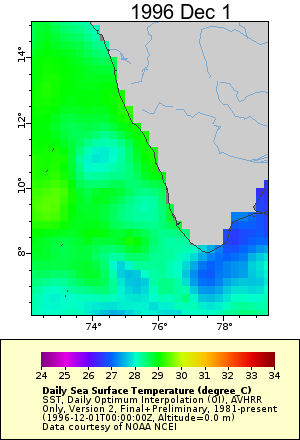 1996 Dec 1
14°
12°
10°
8°
74° 76° 78°
24 25 26 27 28 29 30 31 32 33 34
Daily Sea Surface Temperature (degree_C)
SST, Daily Optimum Interpolation (OI), AVHRR
Only, Version 2, Final+Preliminary, 1981-present
(1996-12-01T00:00:00Z, Altitude=0.0 m)
Data courtesy of NOAA NCEI